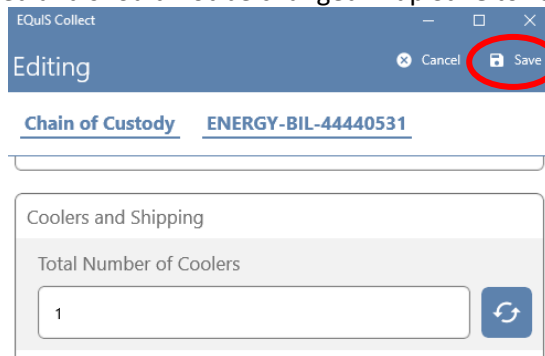 EQuIS Collect
Editing
Cancel
Save
Chain of Custody ENERGY-BIL-44440531
Coolers and Shipping
Total Number of Coolers
1